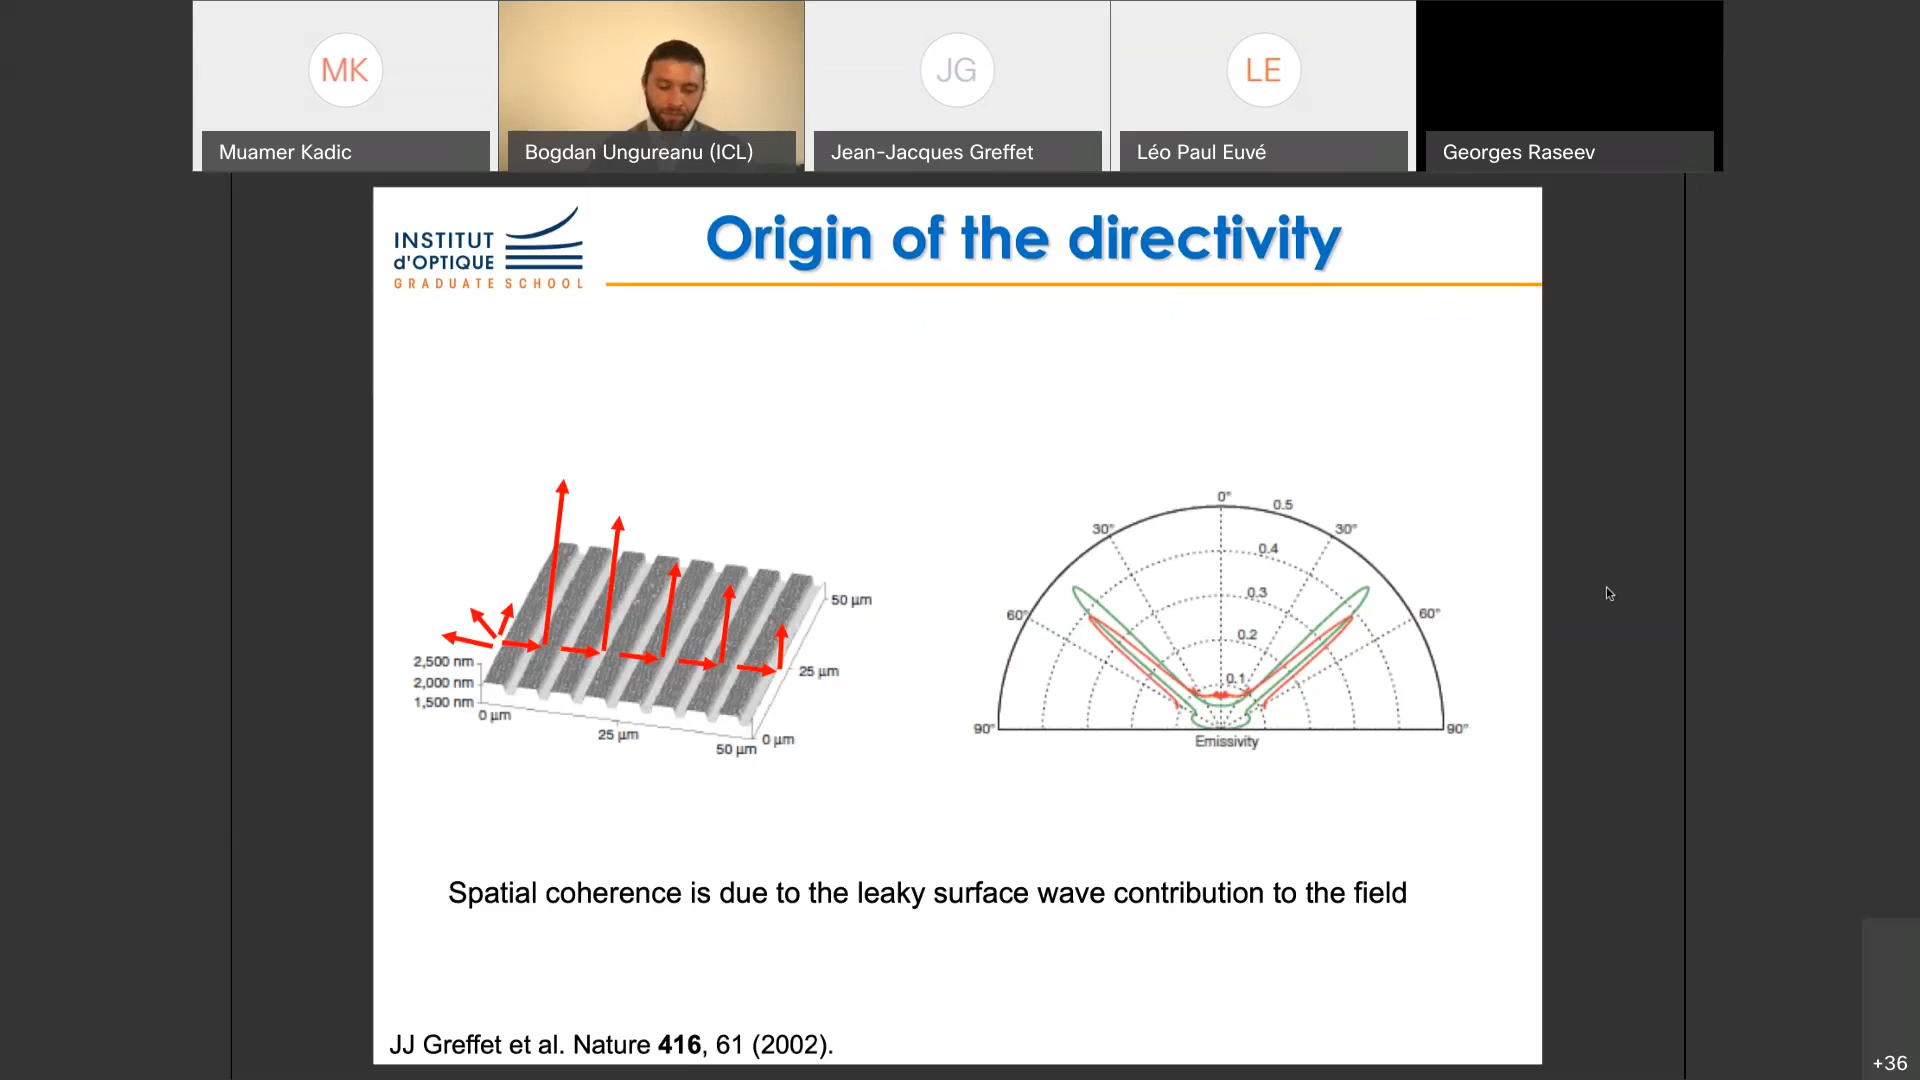 MK
JG
LE
Muamer Kadic
Bogdan Ungureanu (ICL)
Jean-Jacques Greffet
Léo Paul Euvé
Georges Raseev
INSTITUT
d'OPTIQUE
GRADUATE SCHOOL
Origin of the directivity
2,500 nm
2,000 nm
1,500 nm
0 µm
25 µm
50 µm
0 µm
25 µm
50 µm
0°
0.5
30°
30°
0.4
0.3
60°
60°
0.2
0.1
90°
90°
Emissivity
Spatial coherence is due to the leaky surface wave contribution to the field
JJ Greffet et al. Nature 416, 61 (2002).
+36